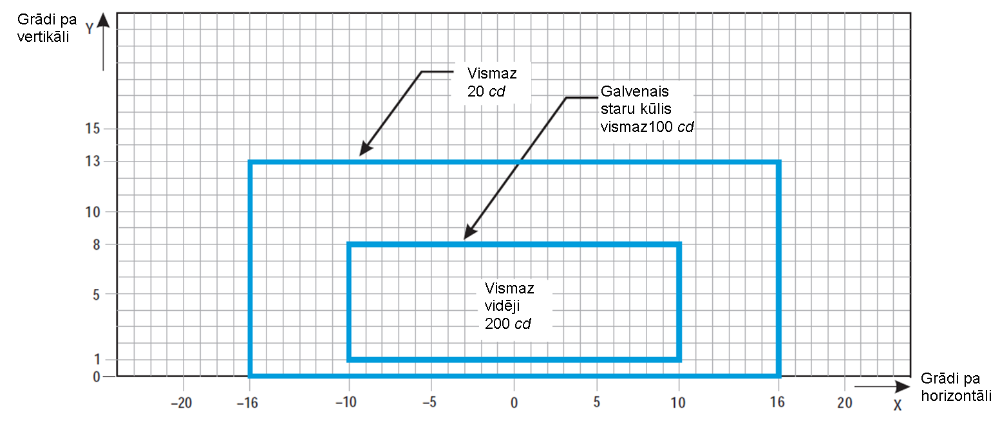 Grādi pa
vertikāli
Y
Vismaz
20 cd
Galvenais
staru kūlis
vismaz100 cd
15
13
10
8
Vismaz
vidēji
200 cd
5
1
0
Grādi pa
horizontāli
–20 –16 –10 –5 0 5 10 16 20 X